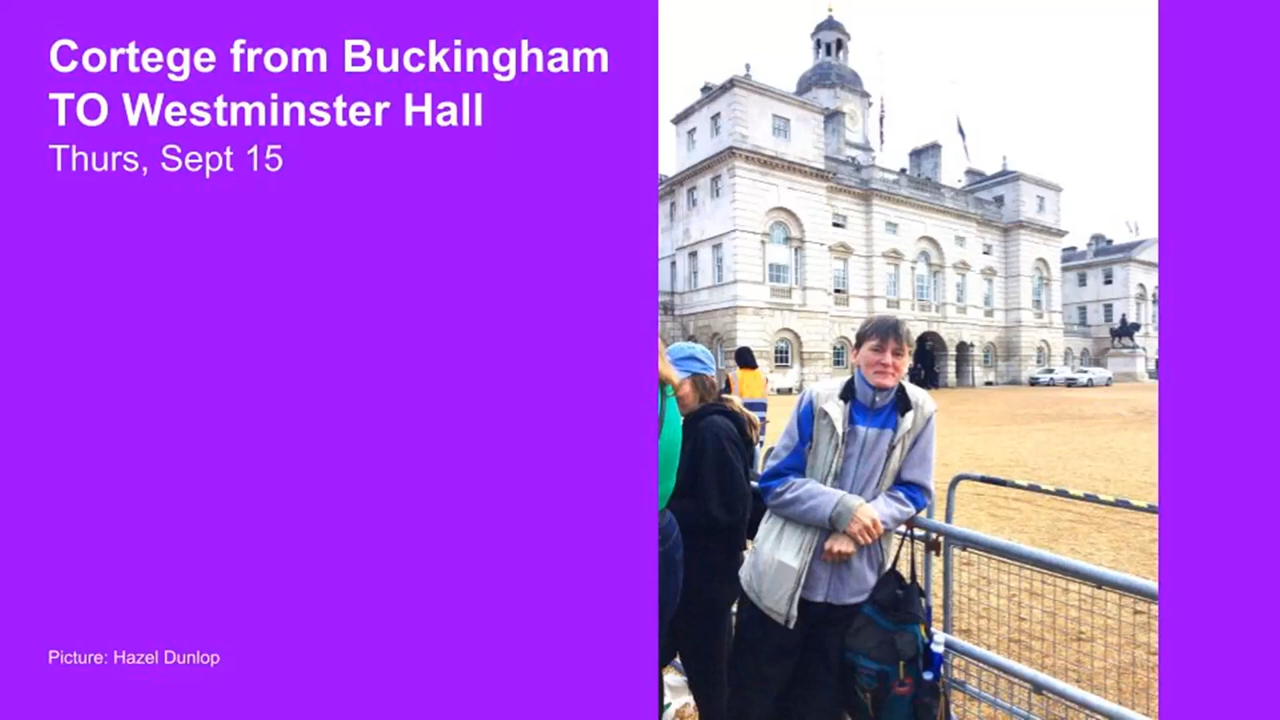 Cortege from Buckingham
TO Westminster Hall
Thurs, Sept 15
Picture: Hazel Dunlop